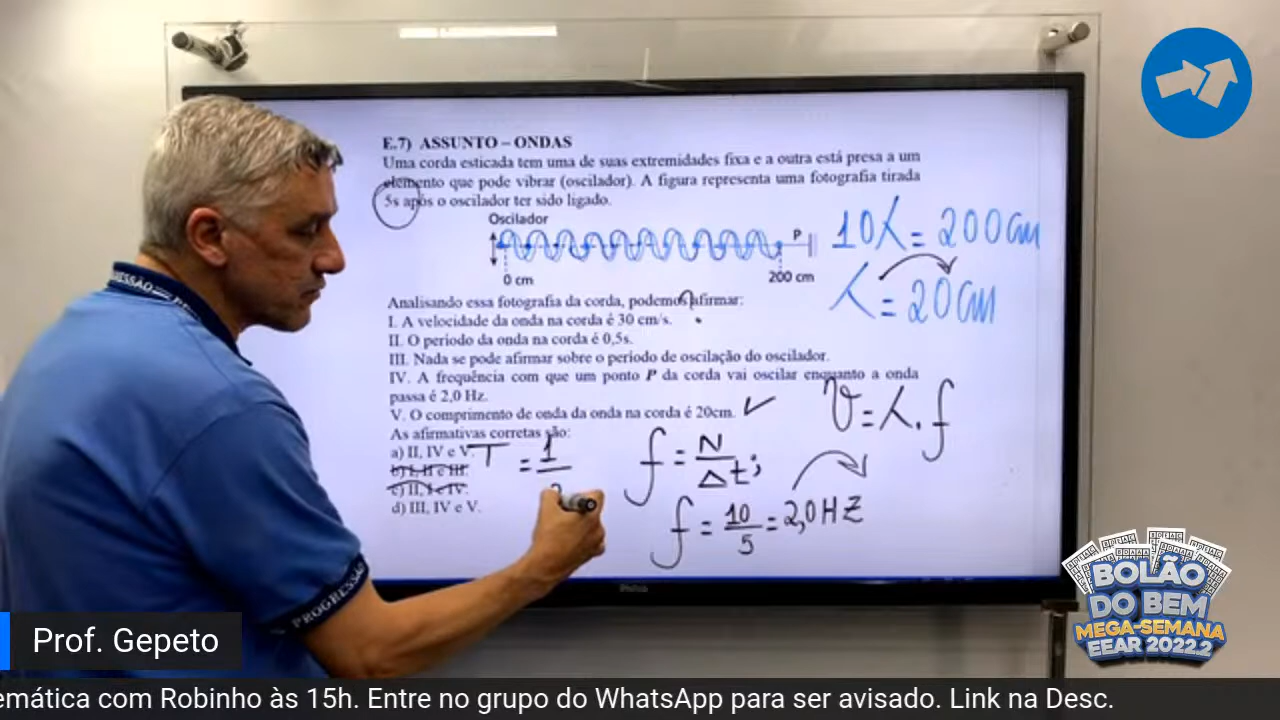 E.7) ASSUNTO – ONDAS
Uma corda esticada tem uma de suas extremidades fixa e a outra está presa a um
elemento que pode vibrar (oscilador). A figura representa uma fotografia tirada
5s após o oscilador ter sido ligado.
Oscilador
P
0 cm
200 cm
10λ = 200cm
λ = 20cm
Analisando essa fotografia da corda, podemos afirmar:
I. A velocidade da onda na corda é 30 cm/s.
II. O período da onda na corda é 0,5s.
III. Nada se pode afirmar sobre o período de oscilação do oscilador.
IV. A frequência com que um ponto P da corda vai oscilar enquanto a onda
passa é 2,0 Hz.
V. O comprimento de onda da onda na corda é 20cm. ✓
v = λ . f
As afirmativas corretas são:
a) II, IV e V.
b) I, II e III.
c) II, I e IV.
d) III, IV e V.
T = 1
f = N/Δt;
f = 10/5 = 2,0 HZ
PROGRESSÃO
BOLÃO
DO BEM
MEGA-SEMANA
EEAR 2022.2
Prof. Gepeto
emática com Robinho às 15h. Entre no grupo do WhatsApp para ser avisado. Link na Desc.